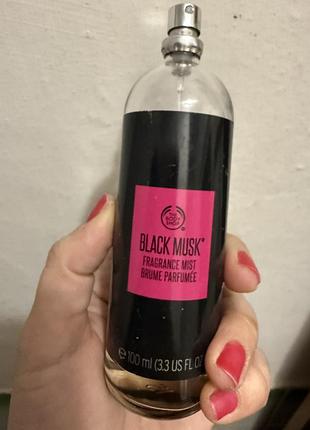 THE
BODY
SHOP
®
BLACK MUSK*
FRAGRANCE MIST
BRUME PARFUMÉE
℮ 100 ml (3.3 US FL OZ